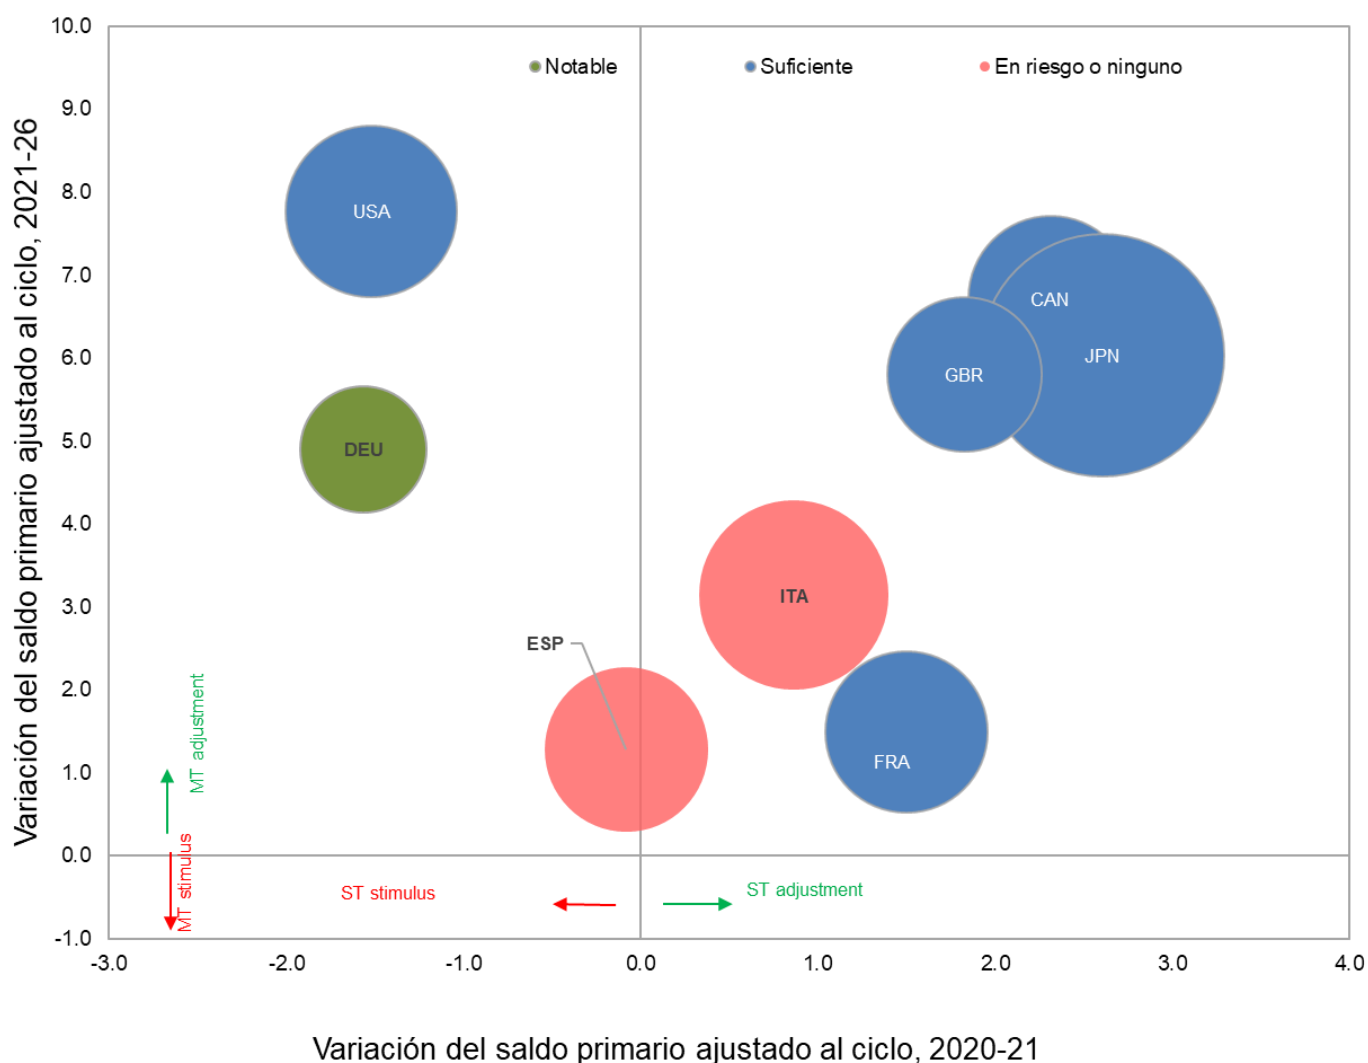 10.0
Notable
Suficiente
En riesgo o ninguno
9.0
8.0
USA
7.0
CAN
6.0
JPN
GBR
5.0
DEU
4.0
3.0
ITA
ESP
2.0
FRA
1.0
0.0
-1.0
Variación del saldo primario ajustado al ciclo, 2021-26
MT adjustment
MT stimulus
ST stimulus
ST adjustment
-3.0 -2.0 -1.0 0.0 1.0 2.0 3.0 4.0
Variación del saldo primario ajustado al ciclo, 2020-21